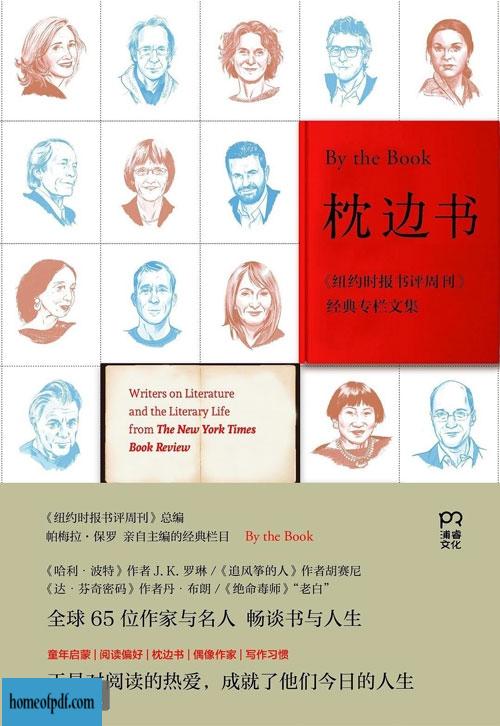 By the Book
枕边书
《纽约时报书评周刊》
经典专栏文集
Writers on Literature
and the Literary Life
from The New York Times
Book Review
《纽约时报书评周刊》总编
帕梅拉·保罗 亲自主编的经典栏目 By the Book
浦睿
文化
《哈利·波特》作者 J. K. 罗琳 /《追风筝的人》作者胡赛尼
《达·芬奇密码》作者丹·布朗 /《绝命毒师》“老白”
全球 65 位作家与名人 畅谈书与人生
童年启蒙 | 阅读偏好 | 枕边书 | 偶像作家 | 写作习惯
对阅读的热爱，成就了他们今日的人生
homeofpdf.com